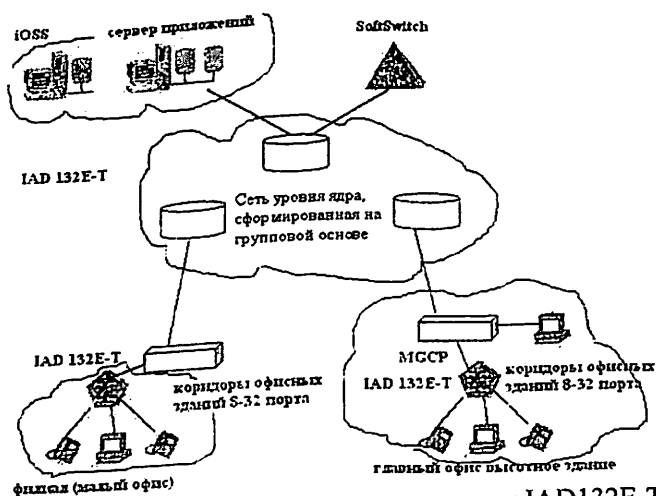 iOSS
сервер приложений
SoftSwitch
IAD 132E-T
Сеть уровня ядра,
сформированная на
групповой основе
IAD 132E-T
коридоры офисных
зданий 8-32 порта
филиал (малый офис)
MGCP
IAD 132E-T
коридоры офисных
зданий 8-32 порта
главный офис высотное здание
IAD132E-T